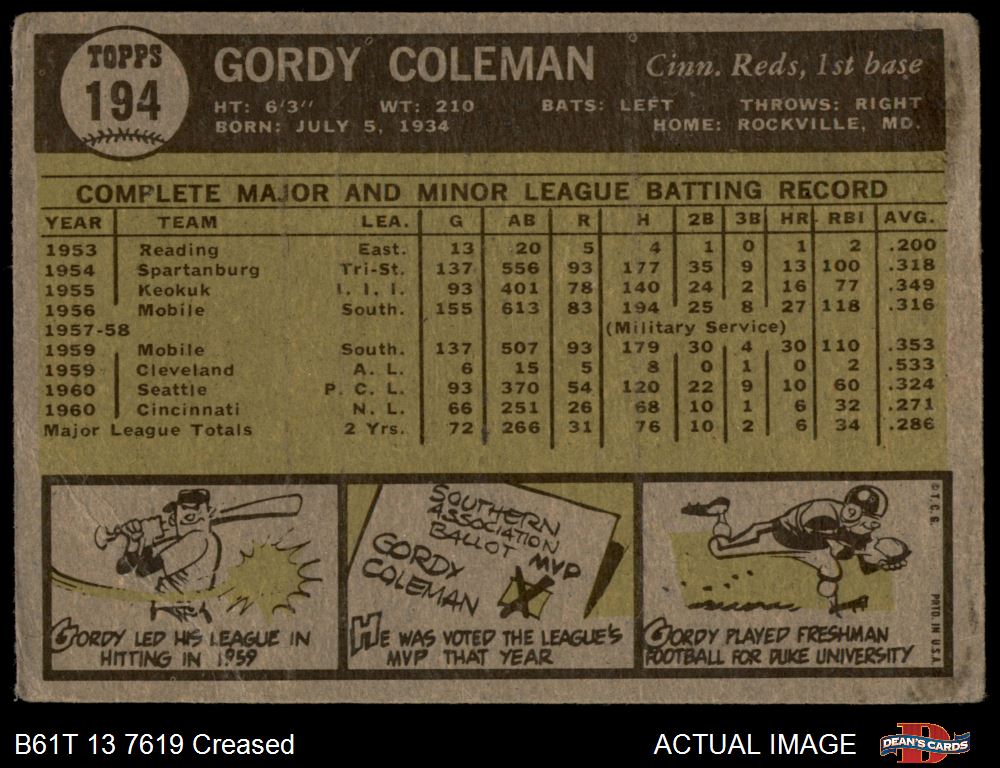 TOPPS
194
GORDY COLEMAN
Cinn. Reds, 1st base
HT: 6'3" WT: 210 BATS: LEFT THROWS: RIGHT
BORN: JULY 5, 1934 HOME: ROCKVILLE, MD.
COMPLETE MAJOR AND MINOR LEAGUE BATTING RECORD
YEAR TEAM LEA. G AB R H 2B 3B HR RBI AVG.
1953 Reading East. 13 20 5 4 1 0 1 2 .200
1954 Spartanburg Tri-St. 137 556 93 177 35 9 13 100 .318
1955 Keokuk I. I. I. 93 401 78 140 24 2 16 77 .349
1956 Mobile South. 155 613 83 194 25 8 27 118 .316
1957-58 (Military Service)
1959 Mobile South. 137 507 93 179 30 4 30 110 .353
1959 Cleveland A. L. 6 15 5 8 0 1 0 2 .533
1960 Seattle P. C. L. 93 370 54 120 22 9 10 60 .324
1960 Cincinnati N. L. 66 251 26 68 10 1 6 32 .271
Major League Totals 2 Yrs. 72 266 31 76 10 2 6 34 .286
GORDY LED HIS LEAGUE IN
HITTING IN 1959
SOUTHERN
ASSOCIATION
BALLOT
MVP
GORDY
COLEMAN
X
HE WAS VOTED THE LEAGUE'S
MVP THAT YEAR
GORDY PLAYED FRESHMAN
FOOTBALL FOR DUKE UNIVERSITY
© T. C. G.
PRTD. IN U.S.A.
B61T 13 7619 Creased
ACTUAL IMAGE
DEAN'S CARDS